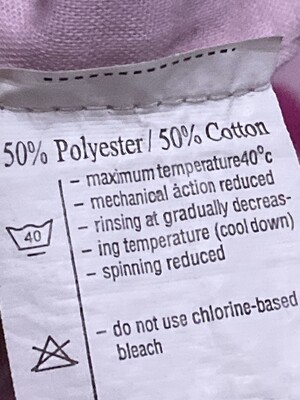 50% Polyester / 50% Cotton
- maximum temperature40°c
- mechanical action reduced
- rinsing at gradually decreas-
- ing temperature (cool down)
- spinning reduced
40
- do not use chlorine-based
bleach